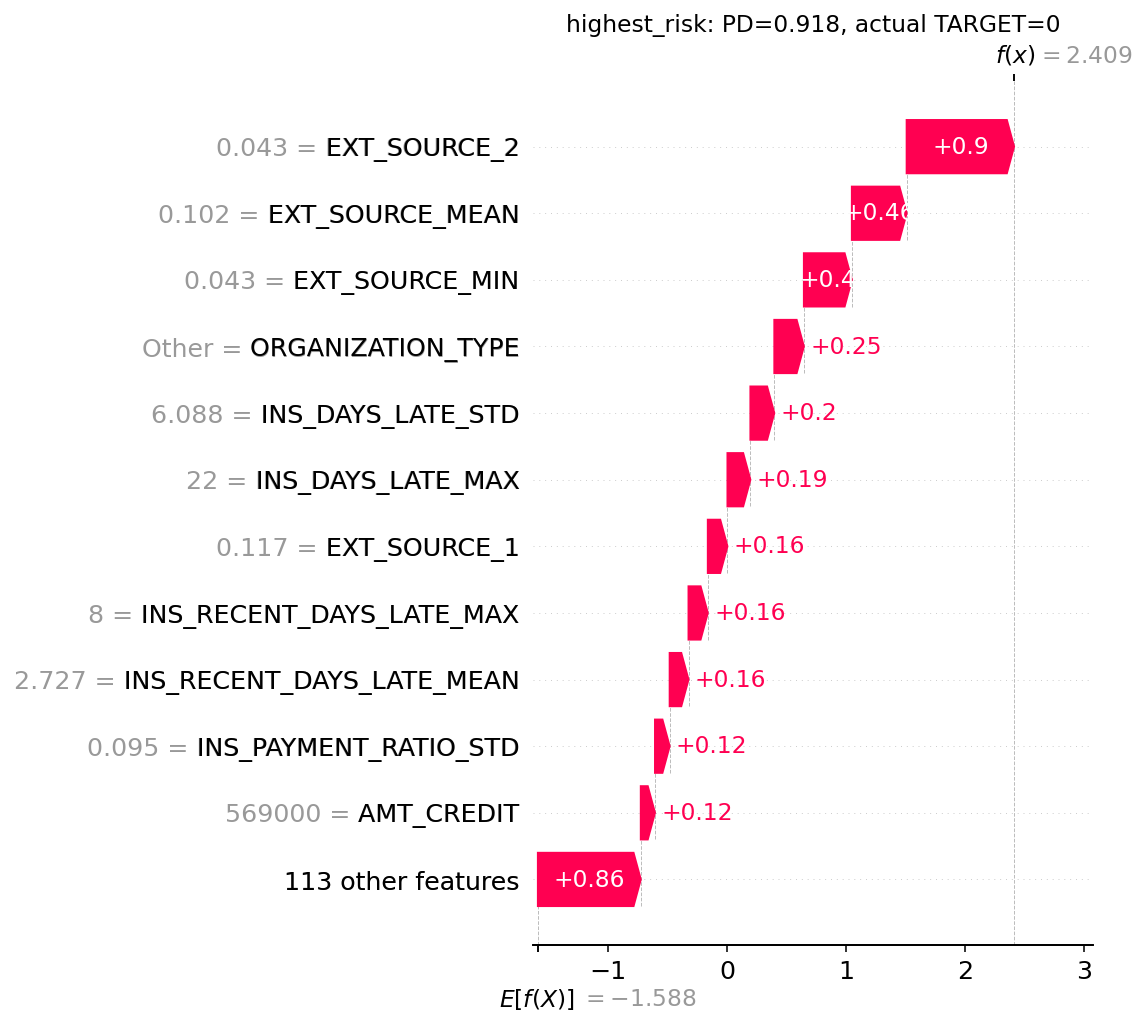 highest_risk: PD=0.918, actual TARGET=0
f(x) = 2.409
0.043 = EXT_SOURCE_2
+0.9
0.102 = EXT_SOURCE_MEAN
+0.46
0.043 = EXT_SOURCE_MIN
+0.4
Other = ORGANIZATION_TYPE
+0.25
6.088 = INS_DAYS_LATE_STD
+0.2
22 = INS_DAYS_LATE_MAX
+0.19
0.117 = EXT_SOURCE_1
+0.16
8 = INS_RECENT_DAYS_LATE_MAX
+0.16
2.727 = INS_RECENT_DAYS_LATE_MEAN
+0.16
0.095 = INS_PAYMENT_RATIO_STD
+0.12
569000 = AMT_CREDIT
+0.12
113 other features
+0.86
−1 0 1 2 3
E[f(X)] = −1.588